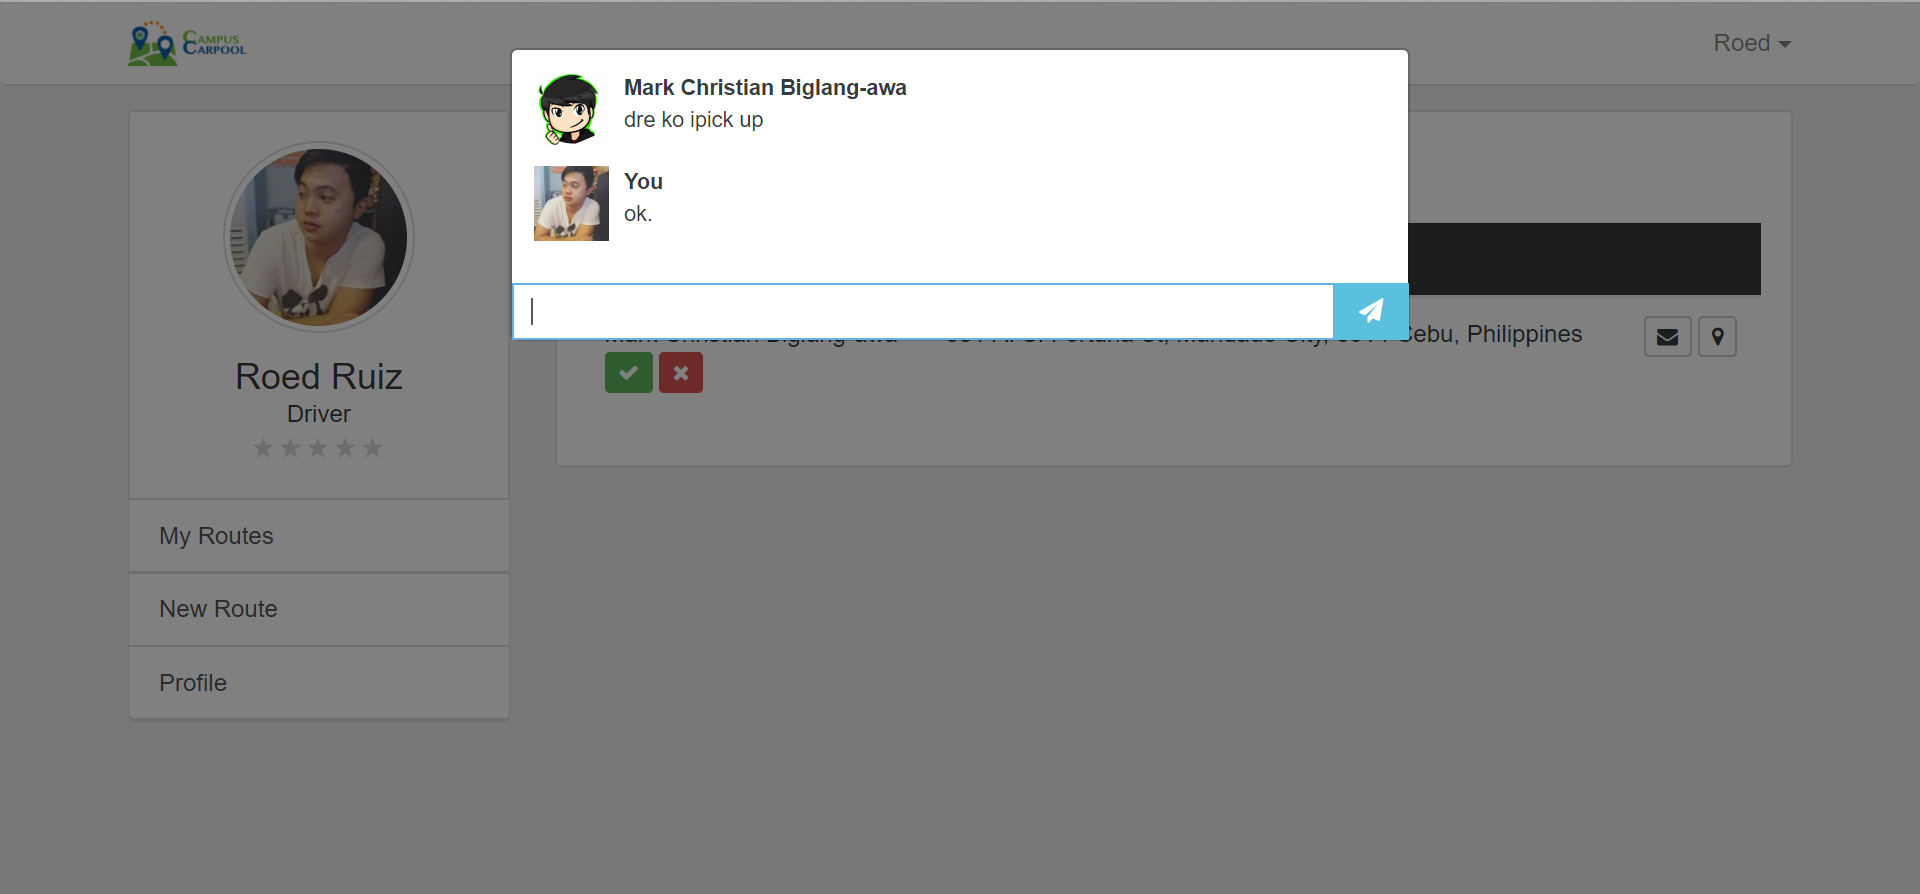 CAMPUS
CARPOOL
Roed
Mark Christian Biglang-awa
dre ko ipick up
You
ok.
Cebu, Philippines
Roed Ruiz
Driver
My Routes
New Route
Profile